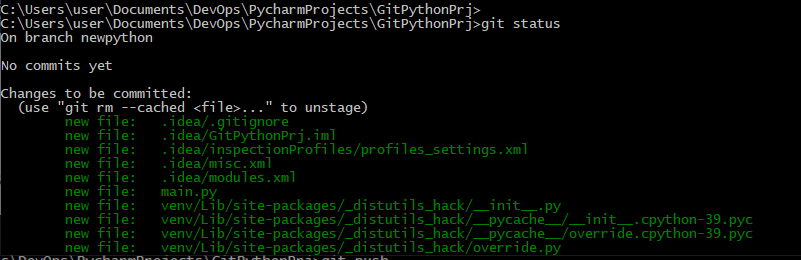 C:\Users\user\Documents\DevOps\PycharmProjects\GitPythonPrj>
C:\Users\user\Documents\DevOps\PycharmProjects\GitPythonPrj>git status
On branch newpython
No commits yet
Changes to be committed:
(use "git rm --cached <file>..." to unstage)
new file: .idea/.gitignore
new file: .idea/GitPythonPrj.iml
new file: .idea/inspectionProfiles/profiles_settings.xml
new file: .idea/misc.xml
new file: .idea/modules.xml
new file: main.py
new file: venv/Lib/site-packages/_distutils_hack/__init__.py
new file: venv/Lib/site-packages/_distutils_hack/__pycache__/__init__.cpython-39.pyc
new file: venv/Lib/site-packages/_distutils_hack/__pycache__/override.cpython-39.pyc
new file: venv/Lib/site-packages/_distutils_hack/override.py
s\DevOps\PycharmProjects\GitPythonPrj>git push